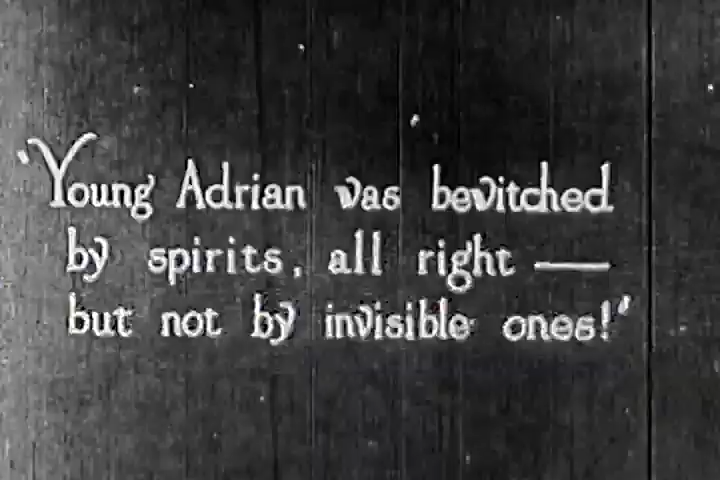 "Young Adrian was bewitched
by spirits, all right —
but not by invisible ones!"